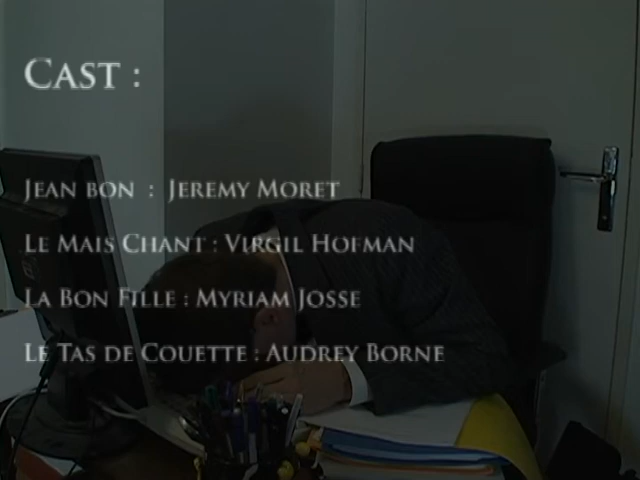 Cast :
Jean bon : Jeremy Moret
Le Mais Chant : Virgil Hofman
La Bon Fille : Myriam Josse
Le Tas de Couette : Audrey Borne